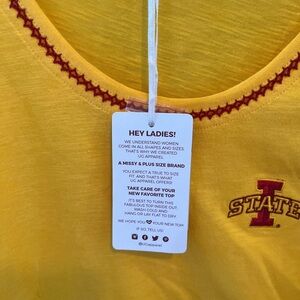 HEY LADIES!
WE UNDERSTAND WOMEN
COME IN ALL SHAPES AND SIZES
THAT'S WHY WE CREATED
UG APPAREL
A MISSY & PLUS SIZE BRAND
YOU EXPECT A TRUE TO SIZE
FIT, AND THAT'S WHAT
UG APPAREL OFFERS!
TAKE CARE OF YOUR
NEW FAVORITE TOP
BEST TO TURN THIS
FABULOUS TOP INSIDE OUT.
WASH COLD AND
HANG OR LAY FLAT TO DRY.
WE HOPE YOU ♥ YOUR NEW TOP!
IF SO, TELL US!
@UGapparel
I
STATE